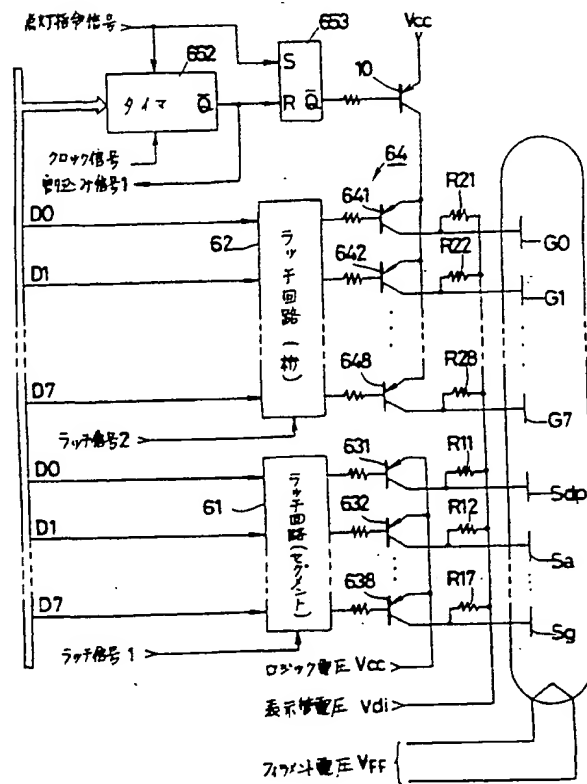 点灯指令信号
652
653
Vcc
10
S
R Q̅
タイマ Q̅
クロック信号
割込み信号1
64
D0
D1
D7
62
ラッチ回路(桁)
ラッチ信号2
641
642
648
R21
R22
R28
G0
G1
G7
D0
D1
D7
61
ラッチ回路(セグメント)
ラッチ信号1
631
632
638
R11
R12
R17
Sdp
Sa
Sg
ロジック電圧 Vcc
表示管電圧 Vdi
フィラメント電圧 VFF